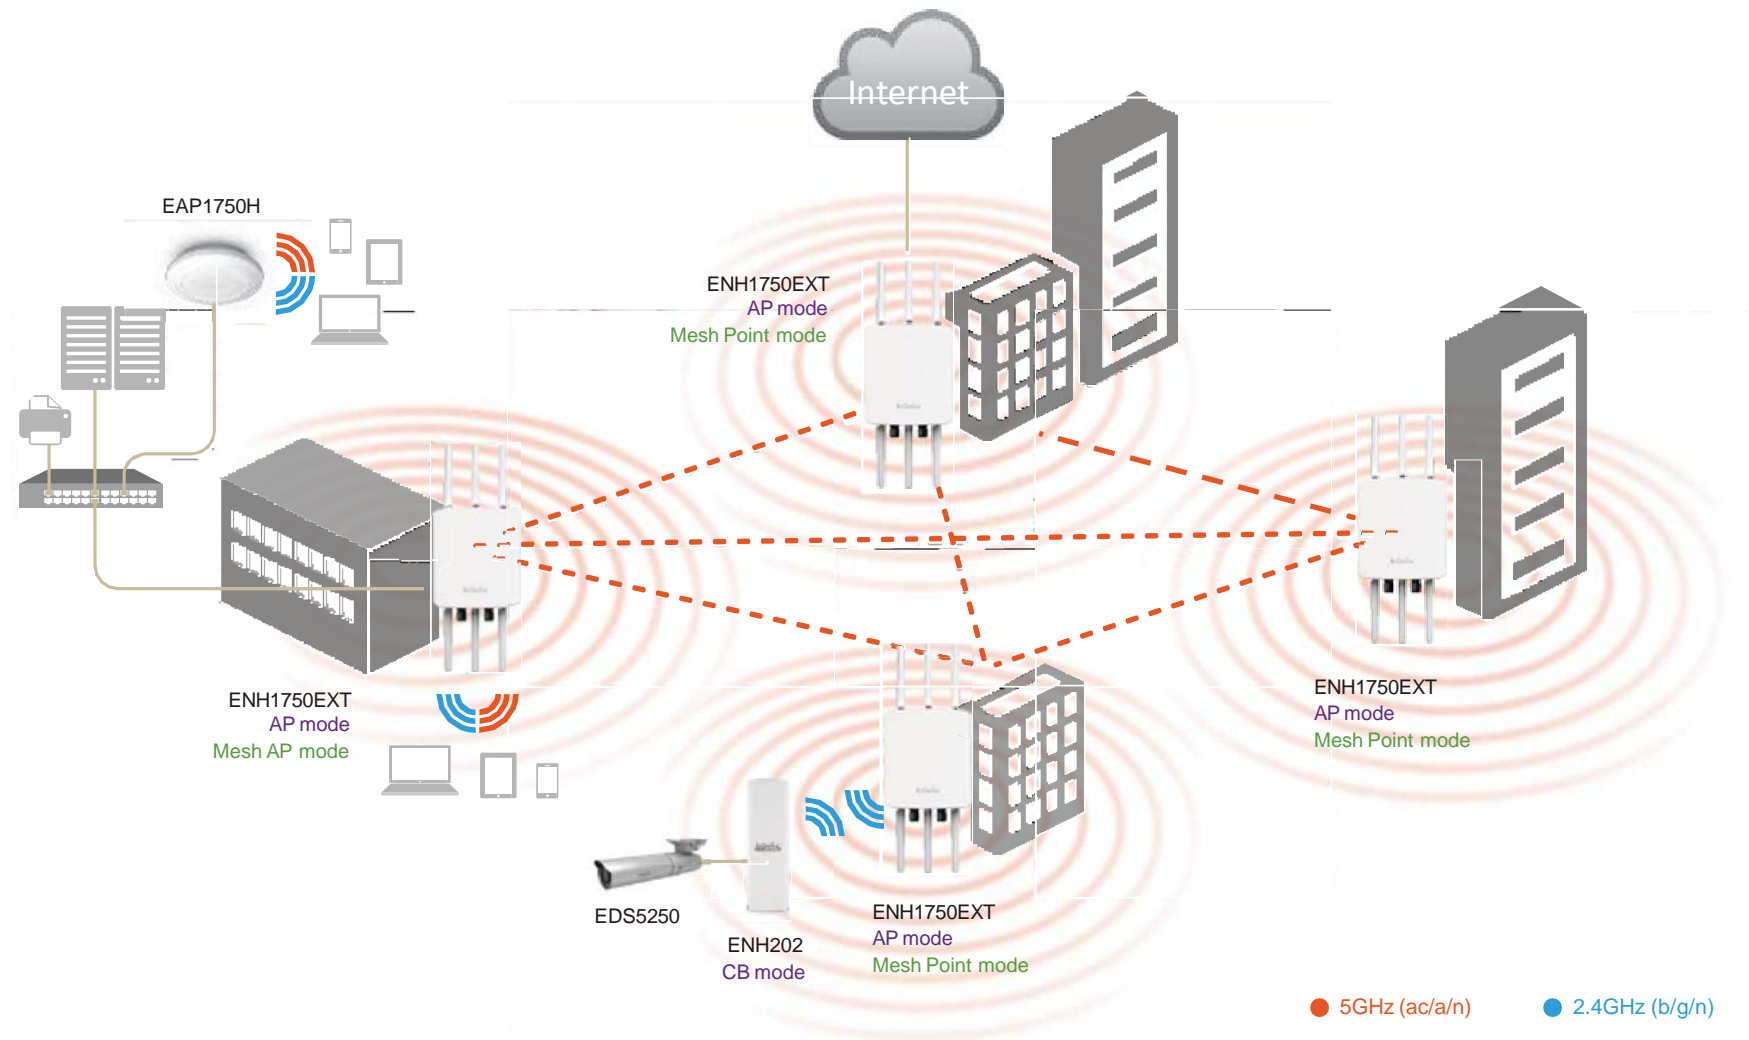 Internet
EAP1750H
ENH1750EXT
AP mode
Mesh Point mode
ENH1750EXT
AP mode
Mesh AP mode
ENH1750EXT
AP mode
Mesh Point mode
EDS5250
ENH202
CB mode
ENH1750EXT
AP mode
Mesh Point mode
5GHz (ac/a/n)
2.4GHz (b/g/n)